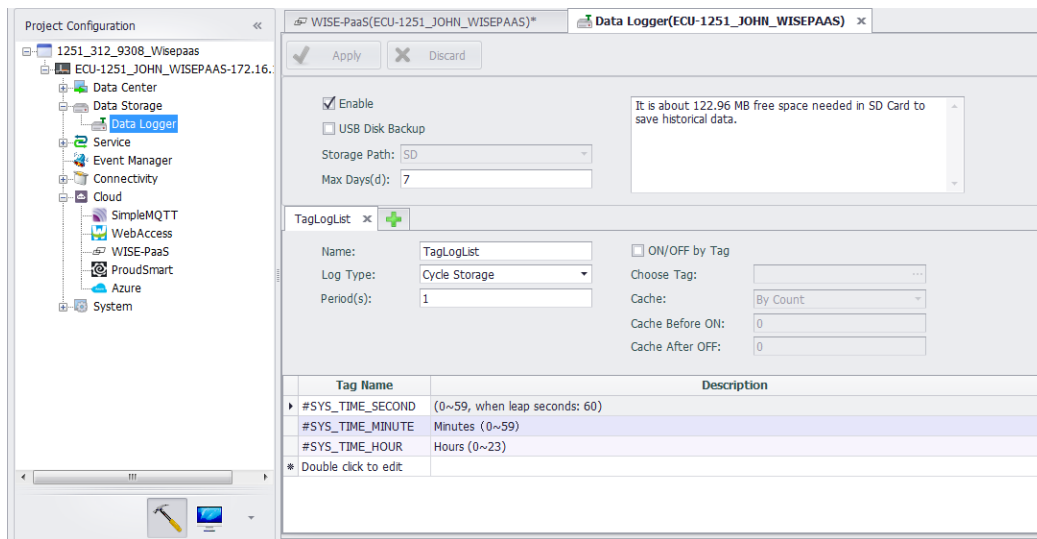 Project Configuration
1251_312_9308_Wisepaas
ECU-1251_JOHN_WISEPAAS-172.16.
Data Center
Data Storage
Data Logger
Service
Event Manager
Connectivity
Cloud
SimpleMQTT
WebAccess
WISE-PaaS
ProudSmart
Azure
System
WISE-PaaS(ECU-1251_JOHN_WISEPAAS)*
Data Logger(ECU-1251_JOHN_WISEPAAS)
Apply Discard
Enable
USB Disk Backup
Storage Path: SD
Max Days(d): 7
It is about 122.96 MB free space needed in SD Card to
save historical data.
TagLogList
Name: TagLogList
Log Type: Cycle Storage
Period(s): 1
ON/OFF by Tag
Choose Tag:
Cache: By Count
Cache Before ON: 0
Cache After OFF: 0
Tag Name Description
#SYS_TIME_SECOND (0~59, when leap seconds: 60)
#SYS_TIME_MINUTE Minutes (0~59)
#SYS_TIME_HOUR Hours (0~23)
Double click to edit